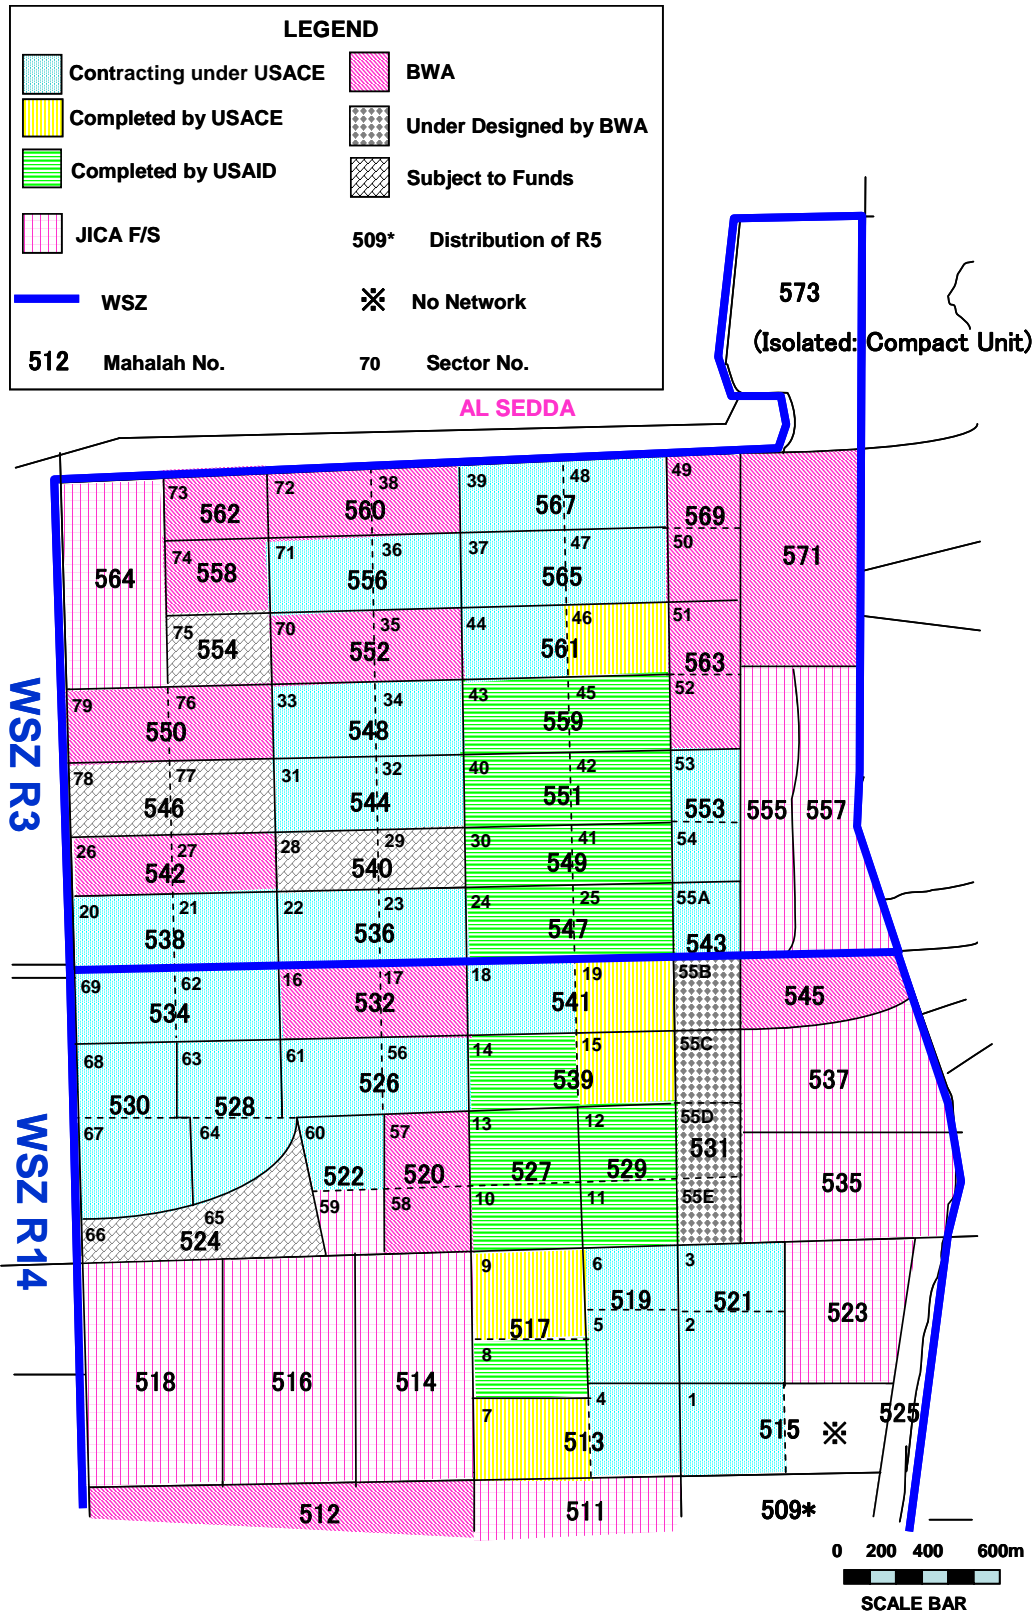 LEGEND
Contracting under USACE
BWA
Completed by USACE
Under Designed by BWA
Completed by USAID
Subject to Funds
JICA F/S
509* Distribution of R5
WSZ
※ No Network
512 Mahalah No.
70 Sector No.
573
(Isolated: Compact Unit)
AL SEDDA
73 72 38 39 48 49
562 560 567 569
74 71 36 37 47 50
564 558 556 565 571
75 70 35 44 46 51
554 552 561 563
79 76 33 34 43 45 52
550 548 559
78 77 31 32 40 42 53
546 544 551 553 555 557
26 27 28 29 30 41 54
542 540 549
20 21 22 23 24 25 55A
538 536 547 543
WSZ R3
69 62 16 17 18 19 55B
534 532 541 545
68 63 61 56 14 15 55C
530 528 526 539 537
67 64 60 57 13 12 55D
522 520 527 529 531 535
59 58 10 11 55E
66 65
524
WSZ R14
9 6 3
517 519 521 523
8 5 2
518 516 514
7 4 1
513 515 ※ 525
512 511 509*
0 200 400 600m
SCALE BAR